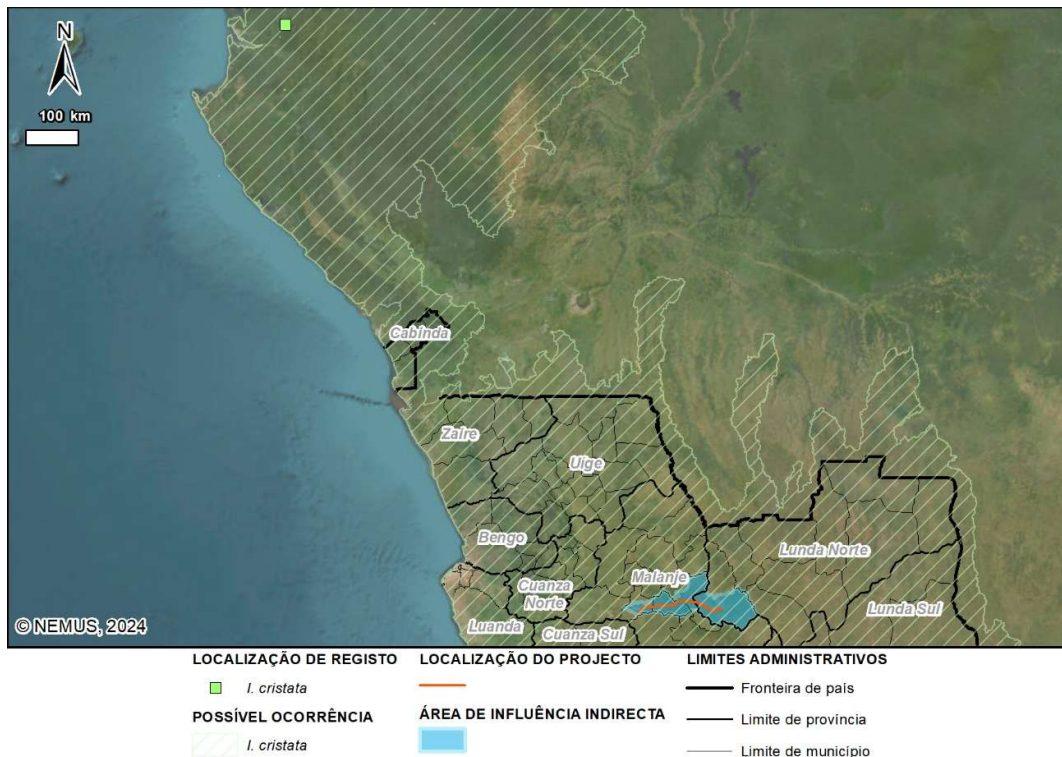 N
100 km
Cabinda
Zaire
Uige
Bengo
Lunda Norte
Malanje
Cuanza
Norte
Lunda Sul
Luanda
Cuanza Sul
© NEMUS, 2024
LOCALIZAÇÃO DE REGISTO
I. cristata
POSSÍVEL OCORRÊNCIA
I. cristata
LOCALIZAÇÃO DO PROJECTO
ÁREA DE INFLUÊNCIA INDIRECTA
LIMITES ADMINISTRATIVOS
Fronteira de país
Limite de província
Limite de município